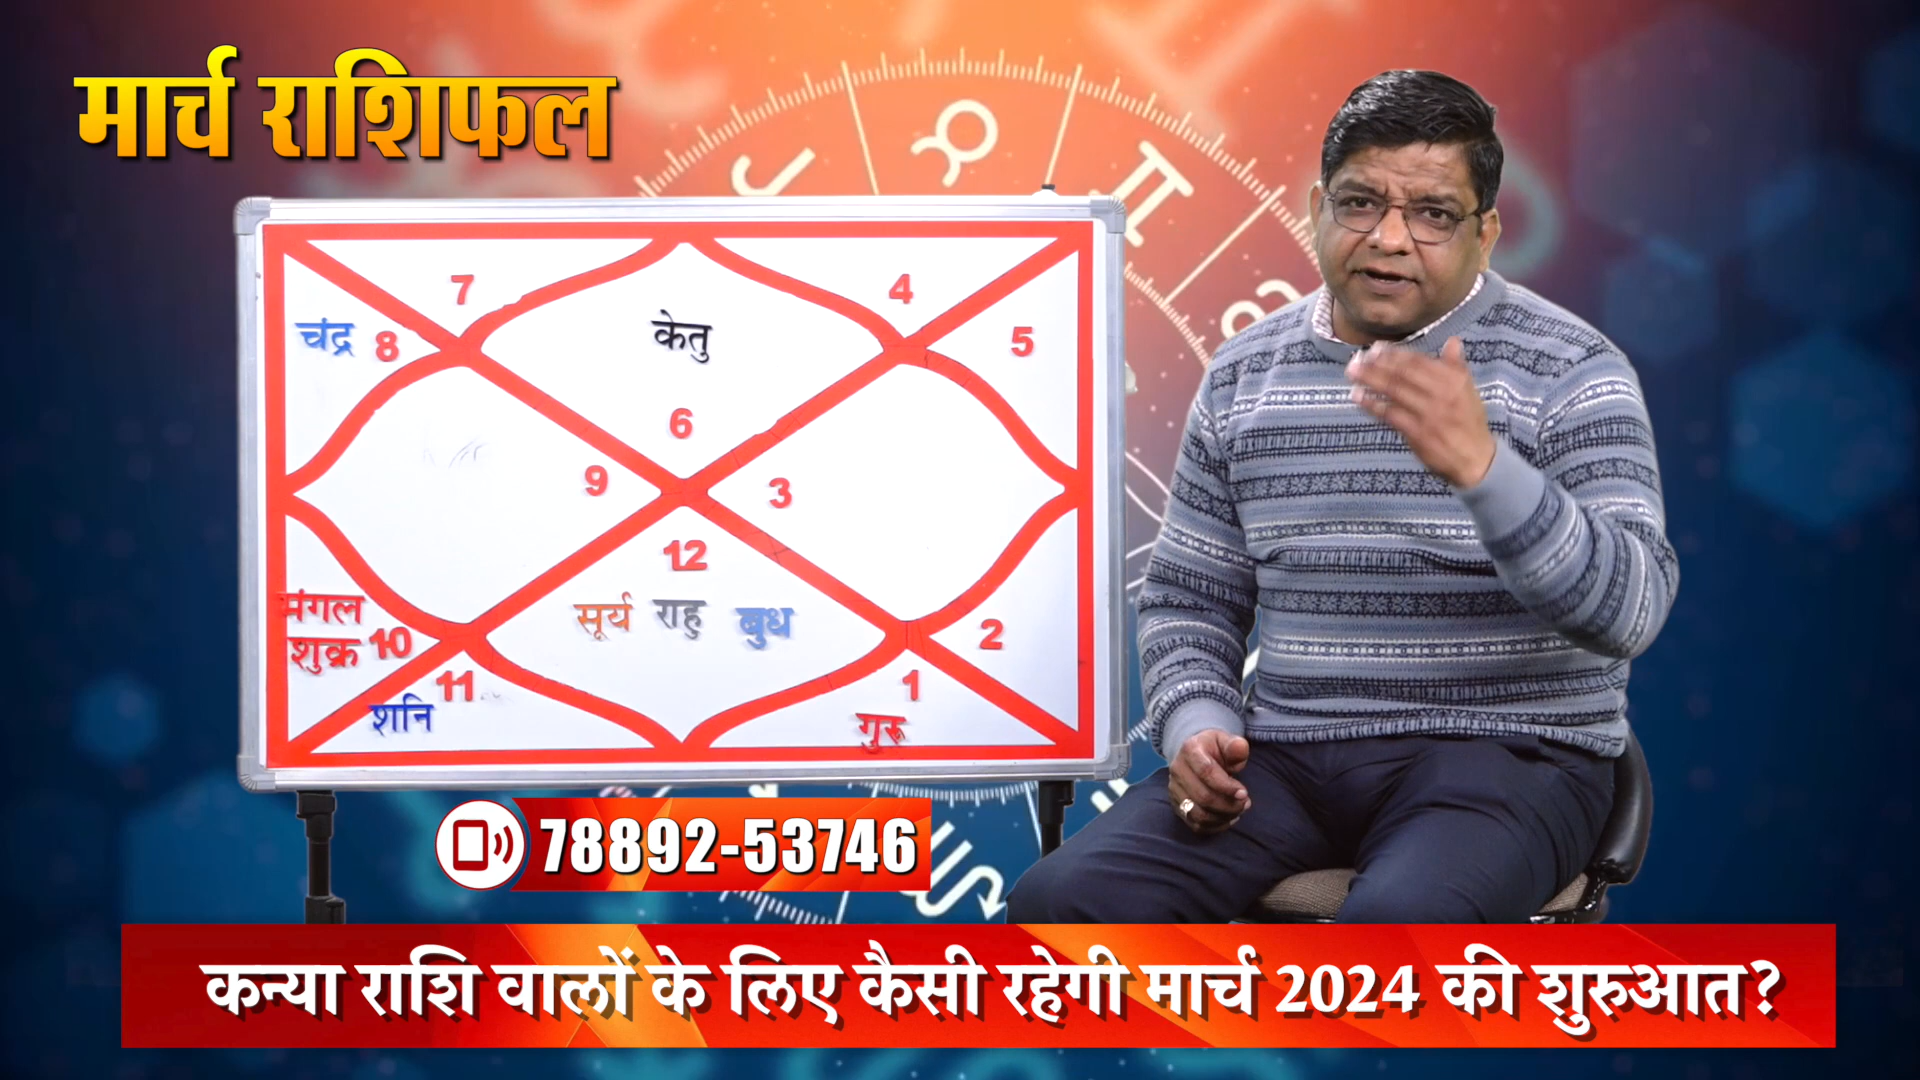 मार्च राशिफल
7
4
चंद्र 8
केतु
5
6
9
3
12
सूर्य राहु बुध
मंगल
शुक्र 10
2
11
1
शनि
गुरु
78892-53746
कन्या राशि वालों के लिए कैसी रहेगी मार्च 2024 की शुरुआत?